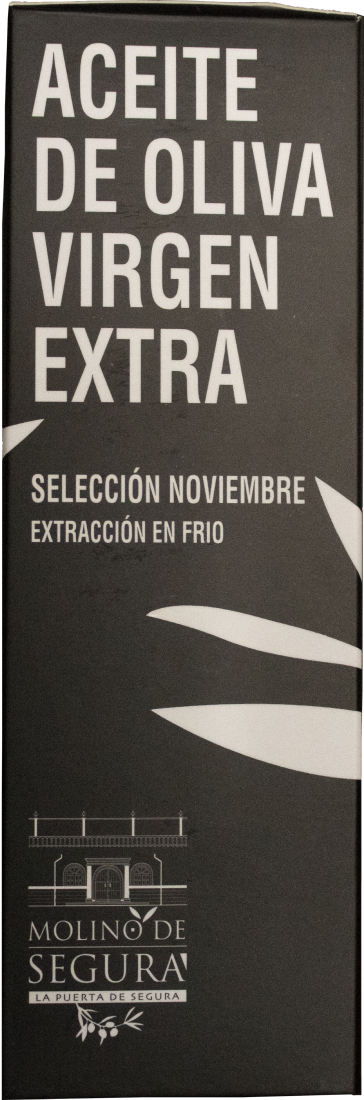 ACEITE
DE OLIVA
VIRGEN
EXTRA
SELECCIÓN NOVIEMBRE
EXTRACCIÓN EN FRIO
MOLINO DE
SEGURA
LA PUERTA DE SEGURA